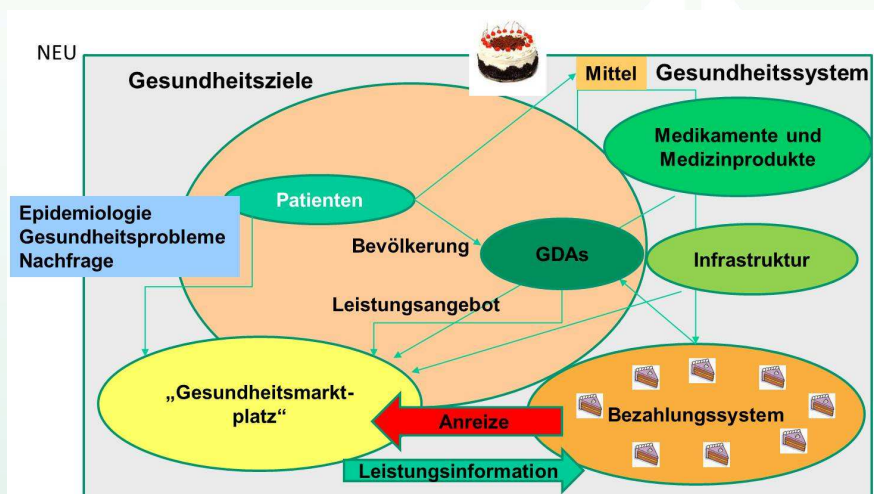 NEU
Gesundheitsziele
Mittel
Gesundheitssystem
Medikamente und
Medizinprodukte
Patienten
Epidemiologie
Gesundheitsprobleme
Nachfrage
Bevölkerung
GDAs
Infrastruktur
Leistungsangebot
„Gesundheitsmarkt-
platz“
Anreize
Bezahlungssystem
Leistungsinformation